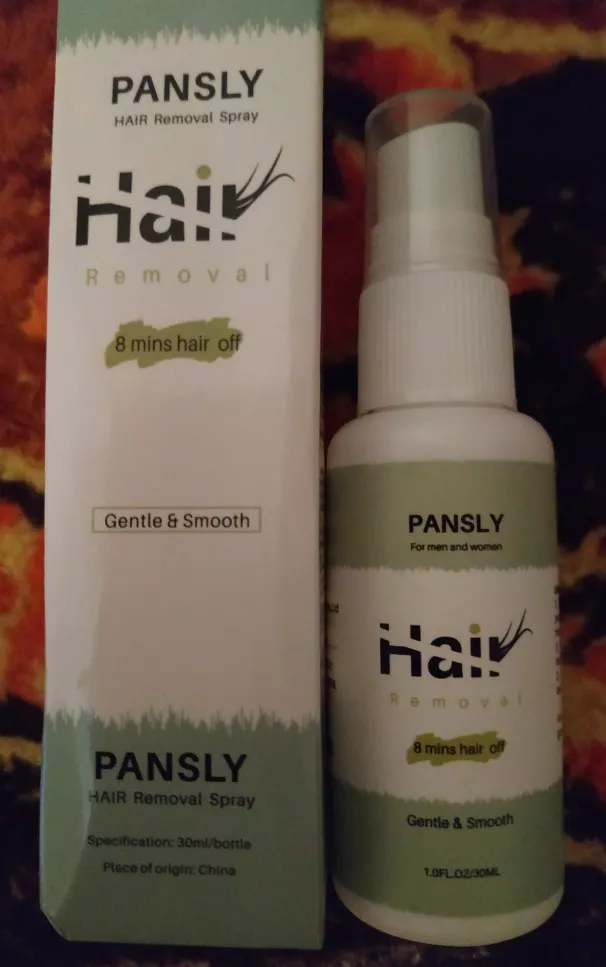 PANSLY
HAIR Removal Spray
Hair
Removal
8 mins hair off
Gentle & Smooth
PANSLY
HAIR Removal Spray
Specification: 30ml/bottle
Place of origin: China
PANSLY
For men and women
Hair
Removal
8 mins hair off
Gentle & Smooth
1.0FL.OZ/30ML